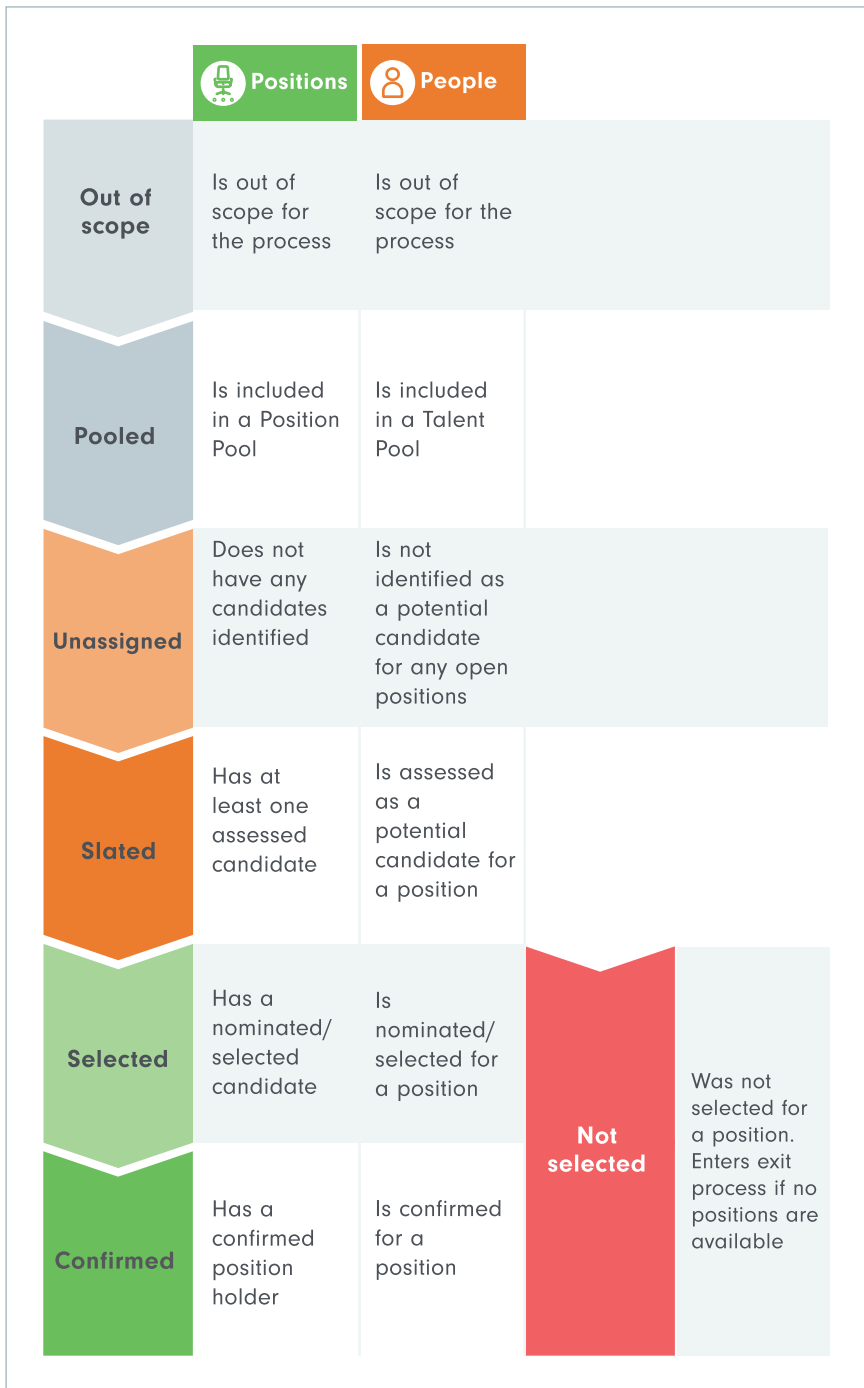 Positions
People
Out of
scope
Is out of
scope for
the process
Is out of
scope for the
process
Pooled
Is included
in a Position
Pool
Is included
in a Talent
Pool
Unassigned
Does not
have any
candidates
identified
Is not
identified as
a potential
candidate
for any open
positions
Slated
Has at
least one
assessed
candidate
Is assessed
as a
potential
candidate for
a position
Selected
Has a
nominated/
selected
candidate
Is
nominated/
selected for
a position
Confirmed
Has a
confirmed
position
holder
Is confirmed
for a
position
Not
selected
Was not
selected for
a position.
Enters exit
process if no
positions are
available